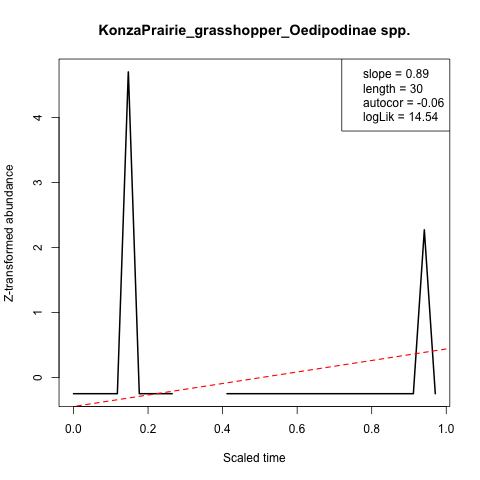 KonzaPrairie_grasshopper_Oedipodinae spp.
slope = 0.89
length = 30
autocor = -0.06
logLik = 14.54
Z-transformed abundance
4
3
2
1
0
0.0 0.2 0.4 0.6 0.8 1.0
Scaled time